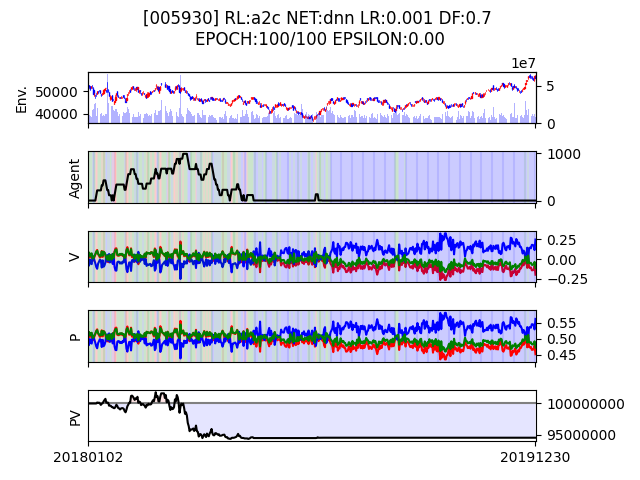 [005930] RL:a2c NET:dnn LR:0.001 DF:0.7
EPOCH:100/100 EPSILON:0.00
1e7
Env.
50000
40000
5
0
Agent
1000
0
V
0.25
0.00
−0.25
P
0.55
0.50
0.45
PV
100000000
95000000
20180102
20191230